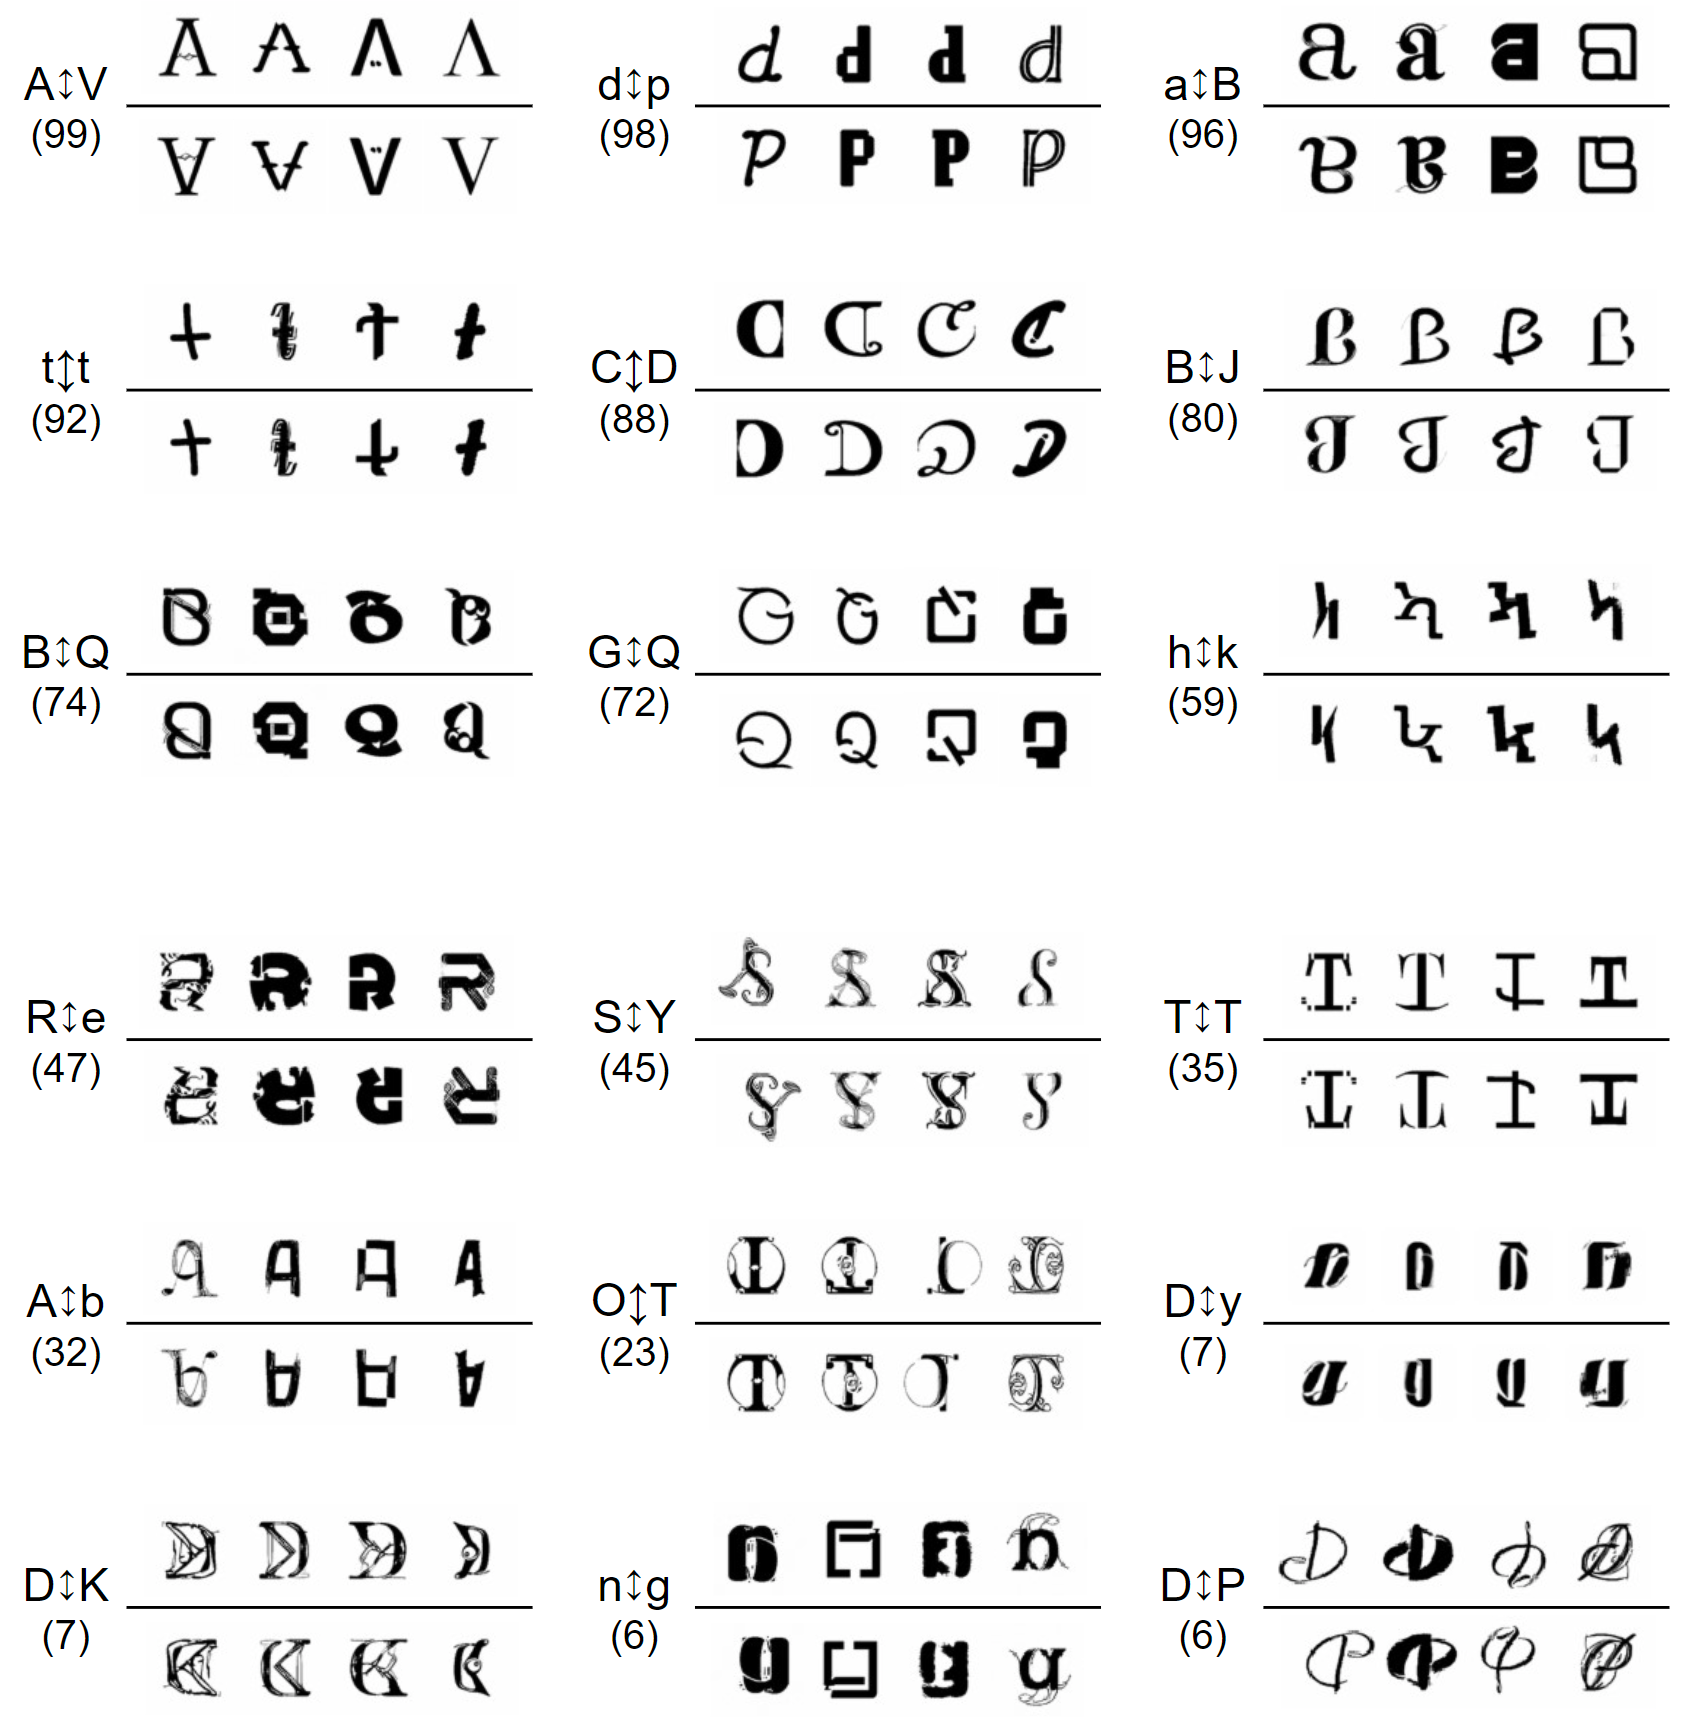 A↕V
(99)
A A A A
V V V V
d↕p
(98)
d d d d
p p p p
a↕B
(96)
a a a a
B B B B
t↕t
(92)
t t t t
t t t t
C↕D
(88)
C C C C
D D D D
B↕J
(80)
B B B B
J J J J
B↕Q
(74)
B B B B
Q Q Q Q
G↕Q
(72)
G G G G
Q Q Q Q
h↕k
(59)
h h h h
k k k k
R↕e
(47)
R R R R
e e e e
S↕Y
(45)
S S S S
Y Y Y Y
T↕T
(35)
T T T T
T T T T
A↕b
(32)
A A A A
b b b b
O↕T
(23)
O O O O
T T T T
D↕y
(7)
D D D D
y y y y
D↕K
(7)
D D D D
K K K K
n↕g
(6)
n n n n
g g g g
D↕P
(6)
D D D D
P P P P